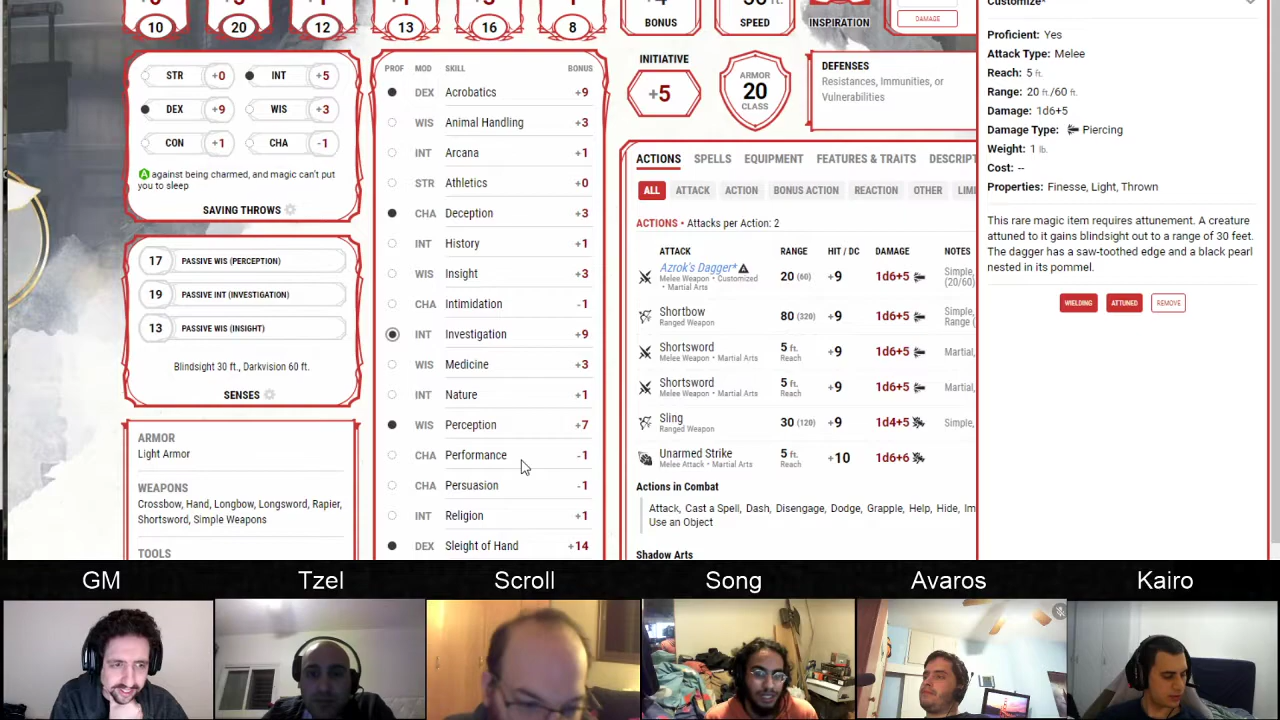 10
20
12
13
16
8
BONUS
SPEED
INSPIRATION
DAMAGE
STR +0
INT +5
DEX +9
WIS +3
CON +1
CHA -1
A against being charmed, and magic can't put
you to sleep
SAVING THROWS
17 PASSIVE WIS (PERCEPTION)
19 PASSIVE INT (INVESTIGATION)
13 PASSIVE WIS (INSIGHT)
Blindsight 30 ft., Darkvision 60 ft.
SENSES
ARMOR
Light Armor
WEAPONS
Crossbow, Hand, Longbow, Longsword, Rapier,
Shortsword, Simple Weapons
TOOLS
PROF MOD SKILL BONUS
DEX Acrobatics +9
WIS Animal Handling +3
INT Arcana +1
STR Athletics +0
CHA Deception +3
INT History +1
WIS Insight +3
CHA Intimidation -1
INT Investigation +9
WIS Medicine +3
INT Nature +1
WIS Perception +7
CHA Performance -1
CHA Persuasion -1
INT Religion +1
DEX Sleight of Hand +14
INITIATIVE
+5
ARMOR
20
CLASS
DEFENSES
Resistances, Immunities, or
Vulnerabilities
ACTIONS SPELLS EQUIPMENT FEATURES & TRAITS DESCRIPT
ALL ATTACK ACTION BONUS ACTION REACTION OTHER LIMI
ACTIONS • Attacks per Action: 2
ATTACK RANGE HIT / DC DAMAGE NOTES
Azrok's Dagger* 20 (60) +9 1d6+5 Simple,
Melee Weapon • Customized (20/60)
• Martial Arts
Shortbow 80 (320) +9 1d6+5 Simple,
Ranged Weapon Range (
Shortsword 5 ft. +9 1d6+5 Martial,
Melee Weapon • Martial Arts Reach
Shortsword 5 ft. +9 1d6+5 Martial,
Melee Weapon • Martial Arts Reach
Sling 30 (120) +9 1d4+5 Simple,
Ranged Weapon
Unarmed Strike 5 ft. +10 1d6+6
Melee Attack • Martial Arts Reach
Actions in Combat
Attack, Cast a Spell, Dash, Disengage, Dodge, Grapple, Help, Hide, Im
Use an Object
Shadow Arts
Customize*
Proficient: Yes
Attack Type: Melee
Reach: 5 ft.
Range: 20 ft./60 ft.
Damage: 1d6+5
Damage Type: Piercing
Weight: 1 lb.
Cost: --
Properties: Finesse, Light, Thrown
This rare magic item requires attunement. A creature
attuned to it gains blindsight out to a range of 30 feet.
The dagger has a saw-toothed edge and a black pearl
nested in its pommel.
WIELDING ATTUNED REMOVE
GM Tzel Scroll Song Avaros Kairo